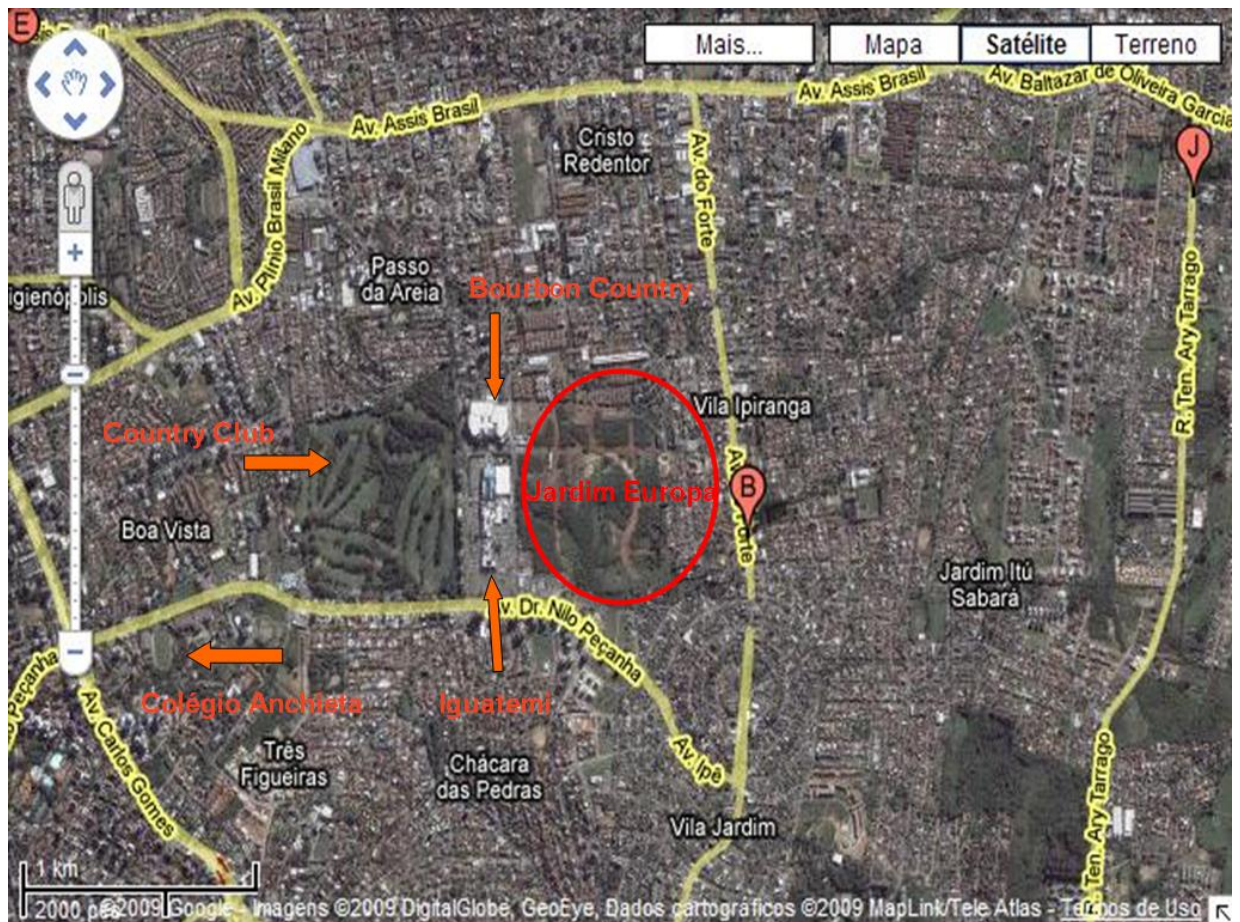 E
Mais...
Mapa
Satélite
Terreno
Av. Assis Brasil
Av. Assis Brasil
Av. Baltazar de Oliveira Garcia
Cristo
Redentor
J
Av. Plínio Brasil Milano
Av. do Forte
Passo
da Areia
Bourbon Country
R. Ten. Ary Tarrago
Vila Ipiranga
Country Club
Jardim Europa
B
Forte
Boa Vista
Jardim Itú
Sabará
Av. Dr. Nilo Peçanha
Peçanha
Colégio Anchieta
Iguatemi
Av. Carlos Gomes
Três
Figueiras
Chácara
das Pedras
Av. Ipê
Vila Jardim
R. Ten. Ary Tarrago
1 km
2000 pés
©2009 Google - Imagens ©2009 DigitalGlobe, GeoEye, Dados cartográficos ©2009 MapLink/Tele Atlas - Termos de Uso